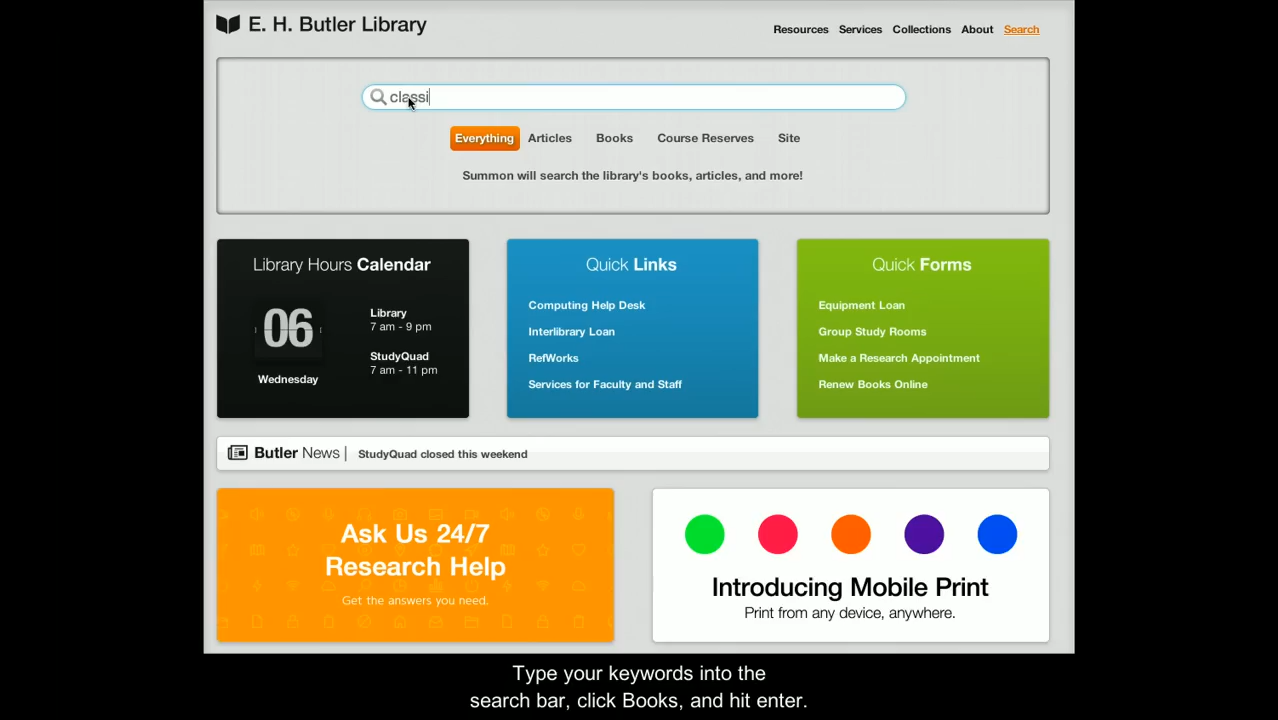 E. H. Butler Library
Resources Services Collections About Search
classi
Everything Articles Books Course Reserves Site
Summon will search the library's books, articles, and more!
Library Hours Calendar
06
Wednesday
Library
7 am - 9 pm
StudyQuad
7 am - 11 pm
Quick Links
Computing Help Desk
Interlibrary Loan
RefWorks
Services for Faculty and Staff
Quick Forms
Equipment Loan
Group Study Rooms
Make a Research Appointment
Renew Books Online
Butler News | StudyQuad closed this weekend
Ask Us 24/7
Research Help
Get the answers you need.
Introducing Mobile Print
Print from any device, anywhere.
Type your keywords into the
search bar, click Books, and hit enter.